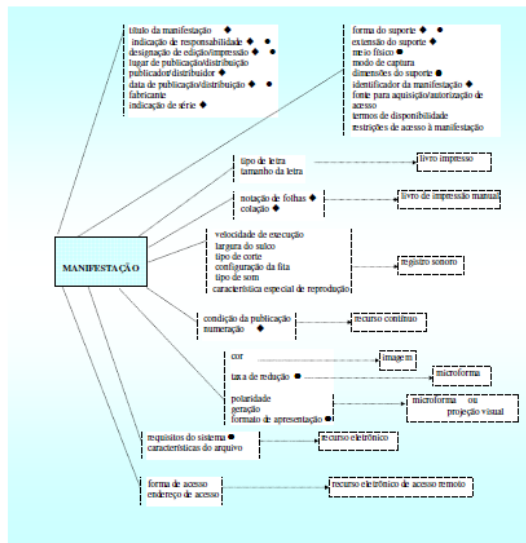 título da manifestação ◆
indicação de responsabilidade ◆ ●
designação de edição/impressão ◆ ●
lugar de publicação/distribuição
publicador/distribuidor ◆
data de publicação/distribuição ◆ ●
fabricante
indicação de série ◆
forma do suporte ◆ ●
extensão do suporte ◆
meio físico ●
modo de captura
dimensões do suporte ●
identificador da manifestação ◆
fonte para aquisição/autorização de
acesso
termos de disponibilidade
restrições de acesso à manifestação
tipo de letra
tamanho da letra
livro impresso
notação de folhas ◆
colação ◆
livro de impressão manual
MANIFESTAÇÃO
velocidade de execução
largura do sulco
tipo de corte
configuração da fita
tipo de som
característica especial de reprodução
registro sonoro
condição da publicação
numeração ◆
recurso contínuo
cor
imagem
taxa de redução ●
microforma
polaridade
geração
formato de apresentação ●
microforma ou
projeção visual
requisitos do sistema ●
características do arquivo
recurso eletrônico
forma de acesso
endereço de acesso
recurso eletrônico de acesso remoto